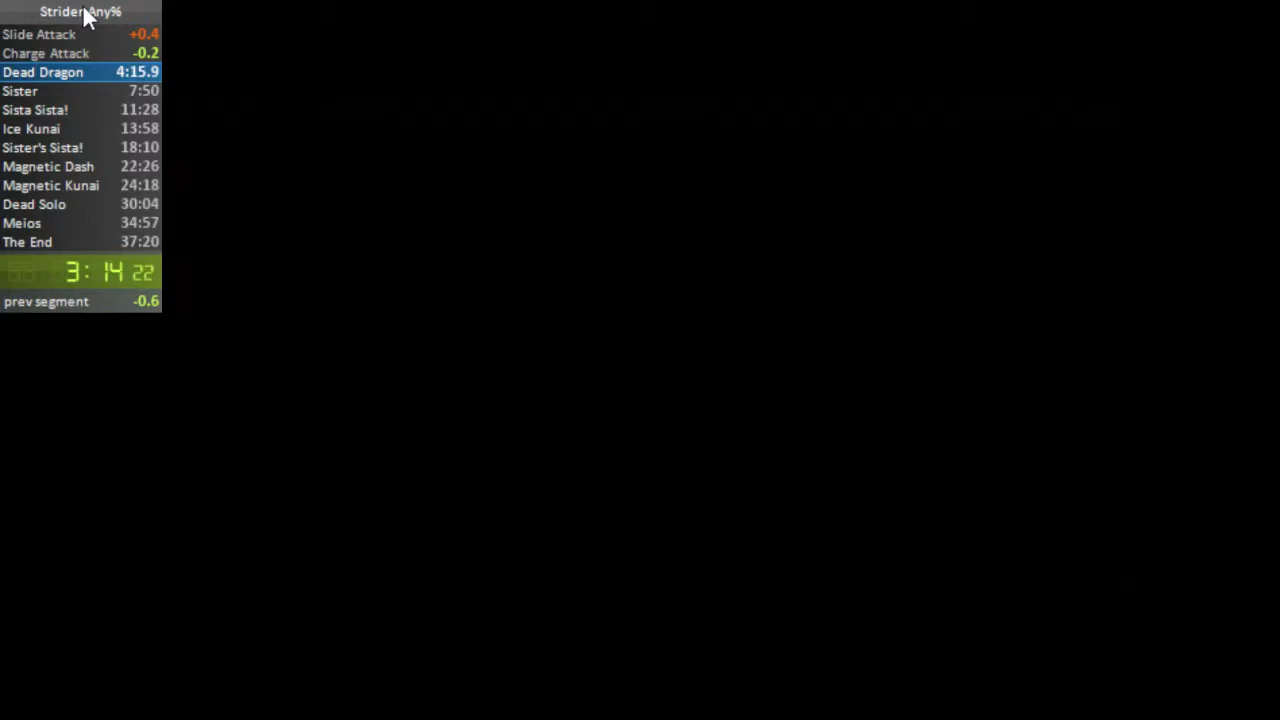 Strider Any%
Slide Attack +0.4
Charge Attack -0.2
Dead Dragon 4:15.9
Sister 7:50
Sista Sista! 11:28
Ice Kunai 13:58
Sister's Sista! 18:10
Magnetic Dash 22:26
Magnetic Kunai 24:18
Dead Solo 30:04
Meios 34:57
The End 37:20
3:14 22
prev segment -0.6